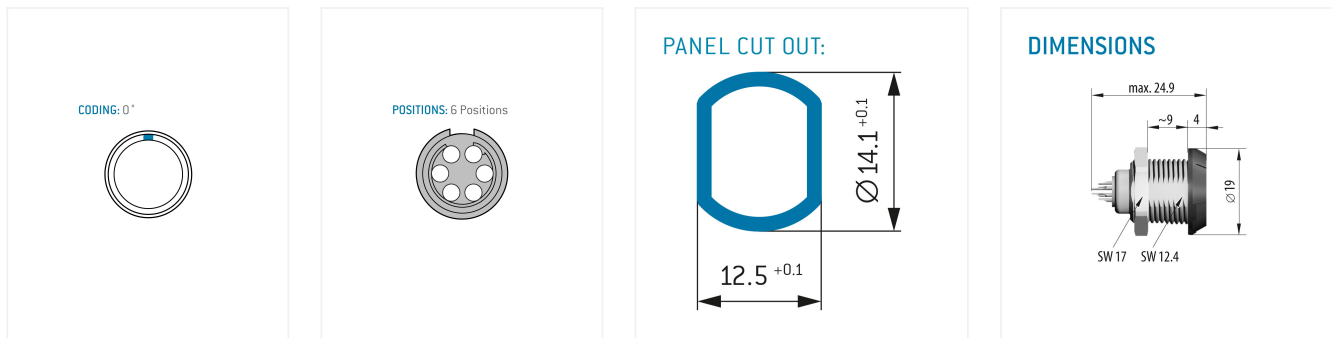 CODING: 0°
POSITIONS: 6 Positions
PANEL CUT OUT:
Ø 14.1 +0.1
12.5 +0.1
DIMENSIONS
max. 24.9
~9
4
Ø 19
SW 17
SW 12.4